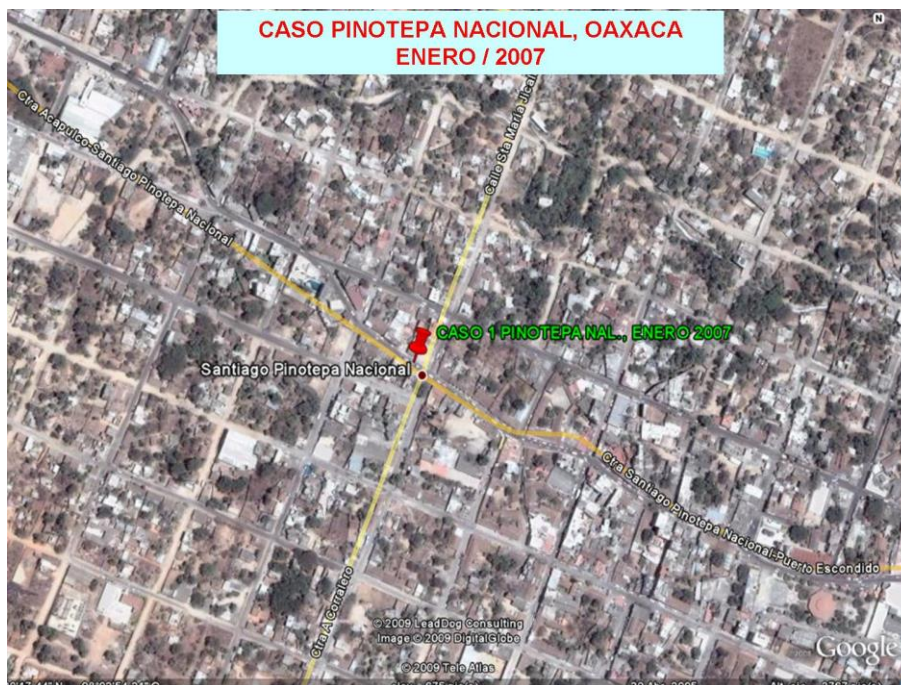 CASO PINOTEPA NACIONAL, OAXACA
ENERO / 2007
N
Ctra Acapulco-Santiago Pinotepa Nacional
Calle Sta María
CASO 1 PINOTEPA NAL., ENERO 2007
Santiago Pinotepa Nacional
Ctra Santiago Pinotepa Nacional-Puerto Escondido
Ctra A Corralero
© 2009 LeadDog Consulting
Image © 2009 DigitalGlobe
© 2009 Tele Atlas
Google